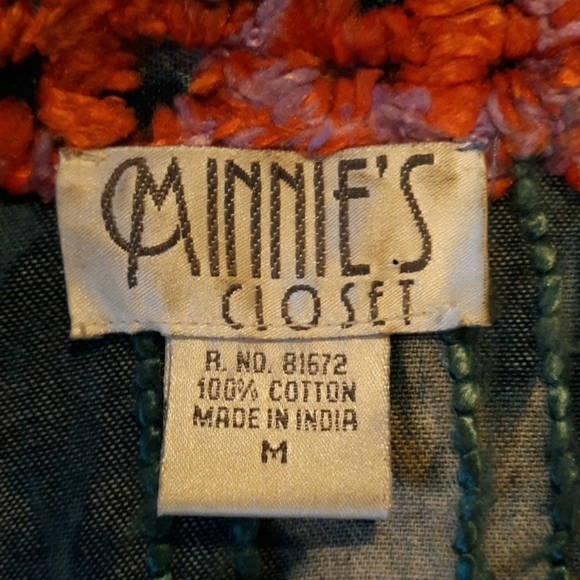 MINNIE'S
CLOSET
R. NO. 81672
100% COTTON
MADE IN INDIA
M